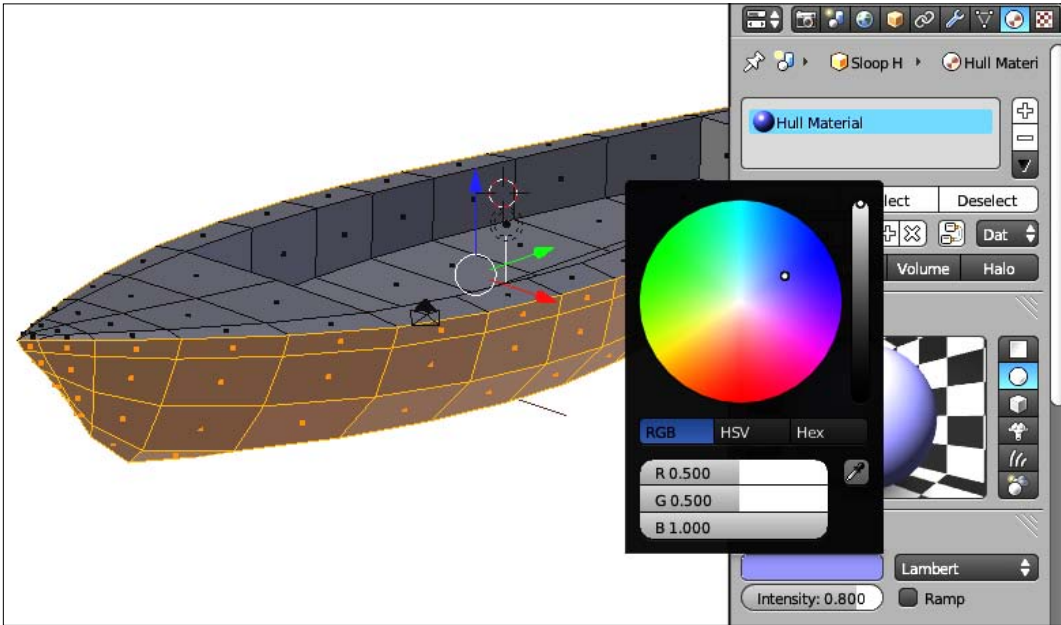 Sloop H
Hull Materi
Hull Material
lect
Deselect
Dat
Volume
Halo
RGB
HSV
Hex
R 0.500
G 0.500
B 1.000
Lambert
Intensity: 0.800
Ramp